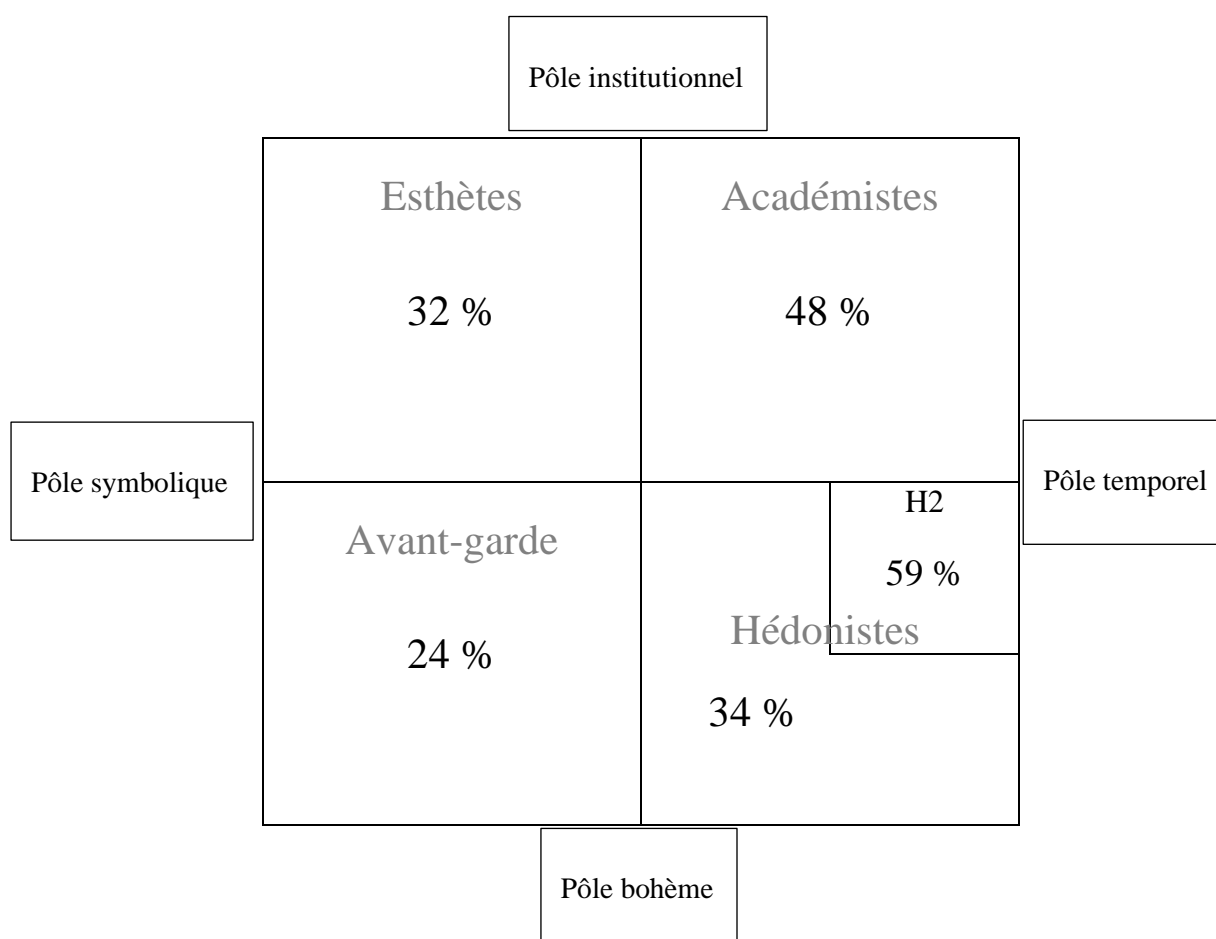 Pôle institutionnel
Esthètes
Académistes
32 %
48 %
Pôle symbolique
Pôle temporel
Avant-garde
H2
59 %
Hédonistes
24 %
34 %
Pôle bohème